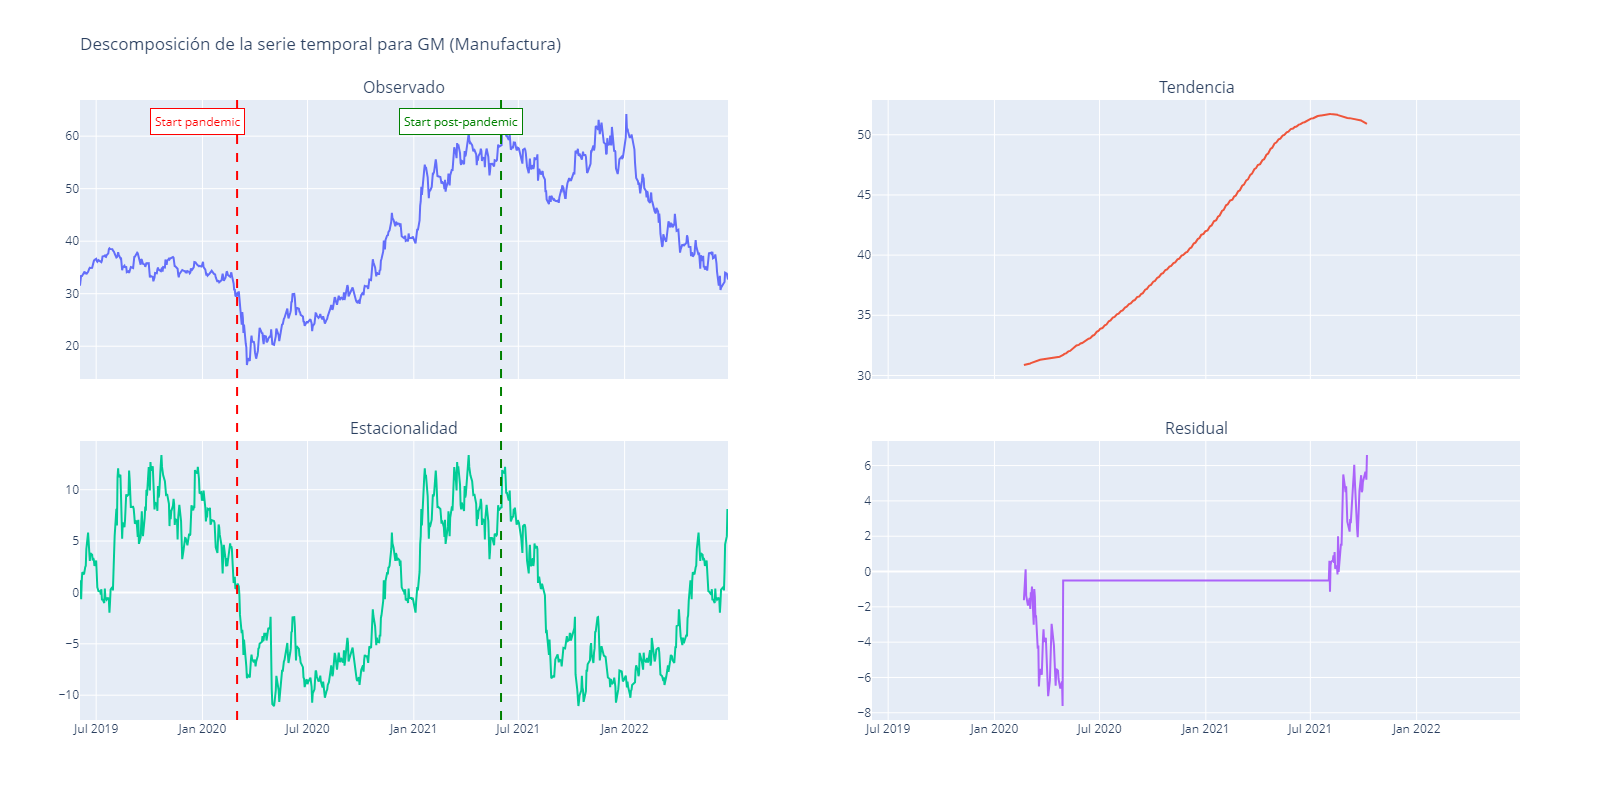 Descomposición de la serie temporal para GM (Manufactura)
Observado
Start pandemic
Start post-pandemic
60
50
40
30
20
Tendencia
50
45
40
35
30
Estacionalidad
10
5
0
−5
−10
Jul 2019 Jan 2020 Jul 2020 Jan 2021 Jul 2021 Jan 2022
Residual
6
4
2
0
−2
−4
−6
−8
Jul 2019 Jan 2020 Jul 2020 Jan 2021 Jul 2021 Jan 2022